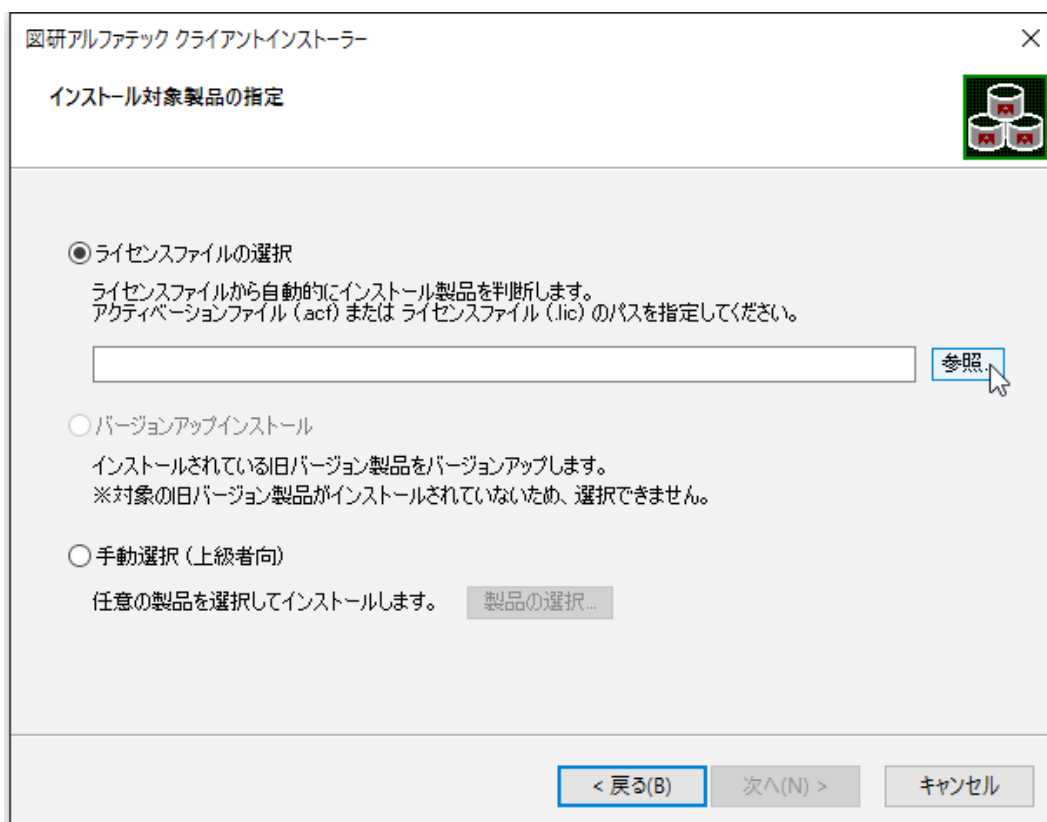 図研アルファテック クライアントインストーラー
インストール対象製品の指定
ライセンスファイルの選択
ライセンスファイルから自動的にインストール製品を判断します。
アクティベーションファイル (.acf) または ライセンスファイル (.lic) のパスを指定してください。
参照...
バージョンアップインストール
インストールされている旧バージョン製品をバージョンアップします。
※対象の旧バージョン製品がインストールされていないため、選択できません。
手動選択 (上級者向)
任意の製品を選択してインストールします。 製品の選択...
< 戻る(B) 次へ(N) > キャンセル